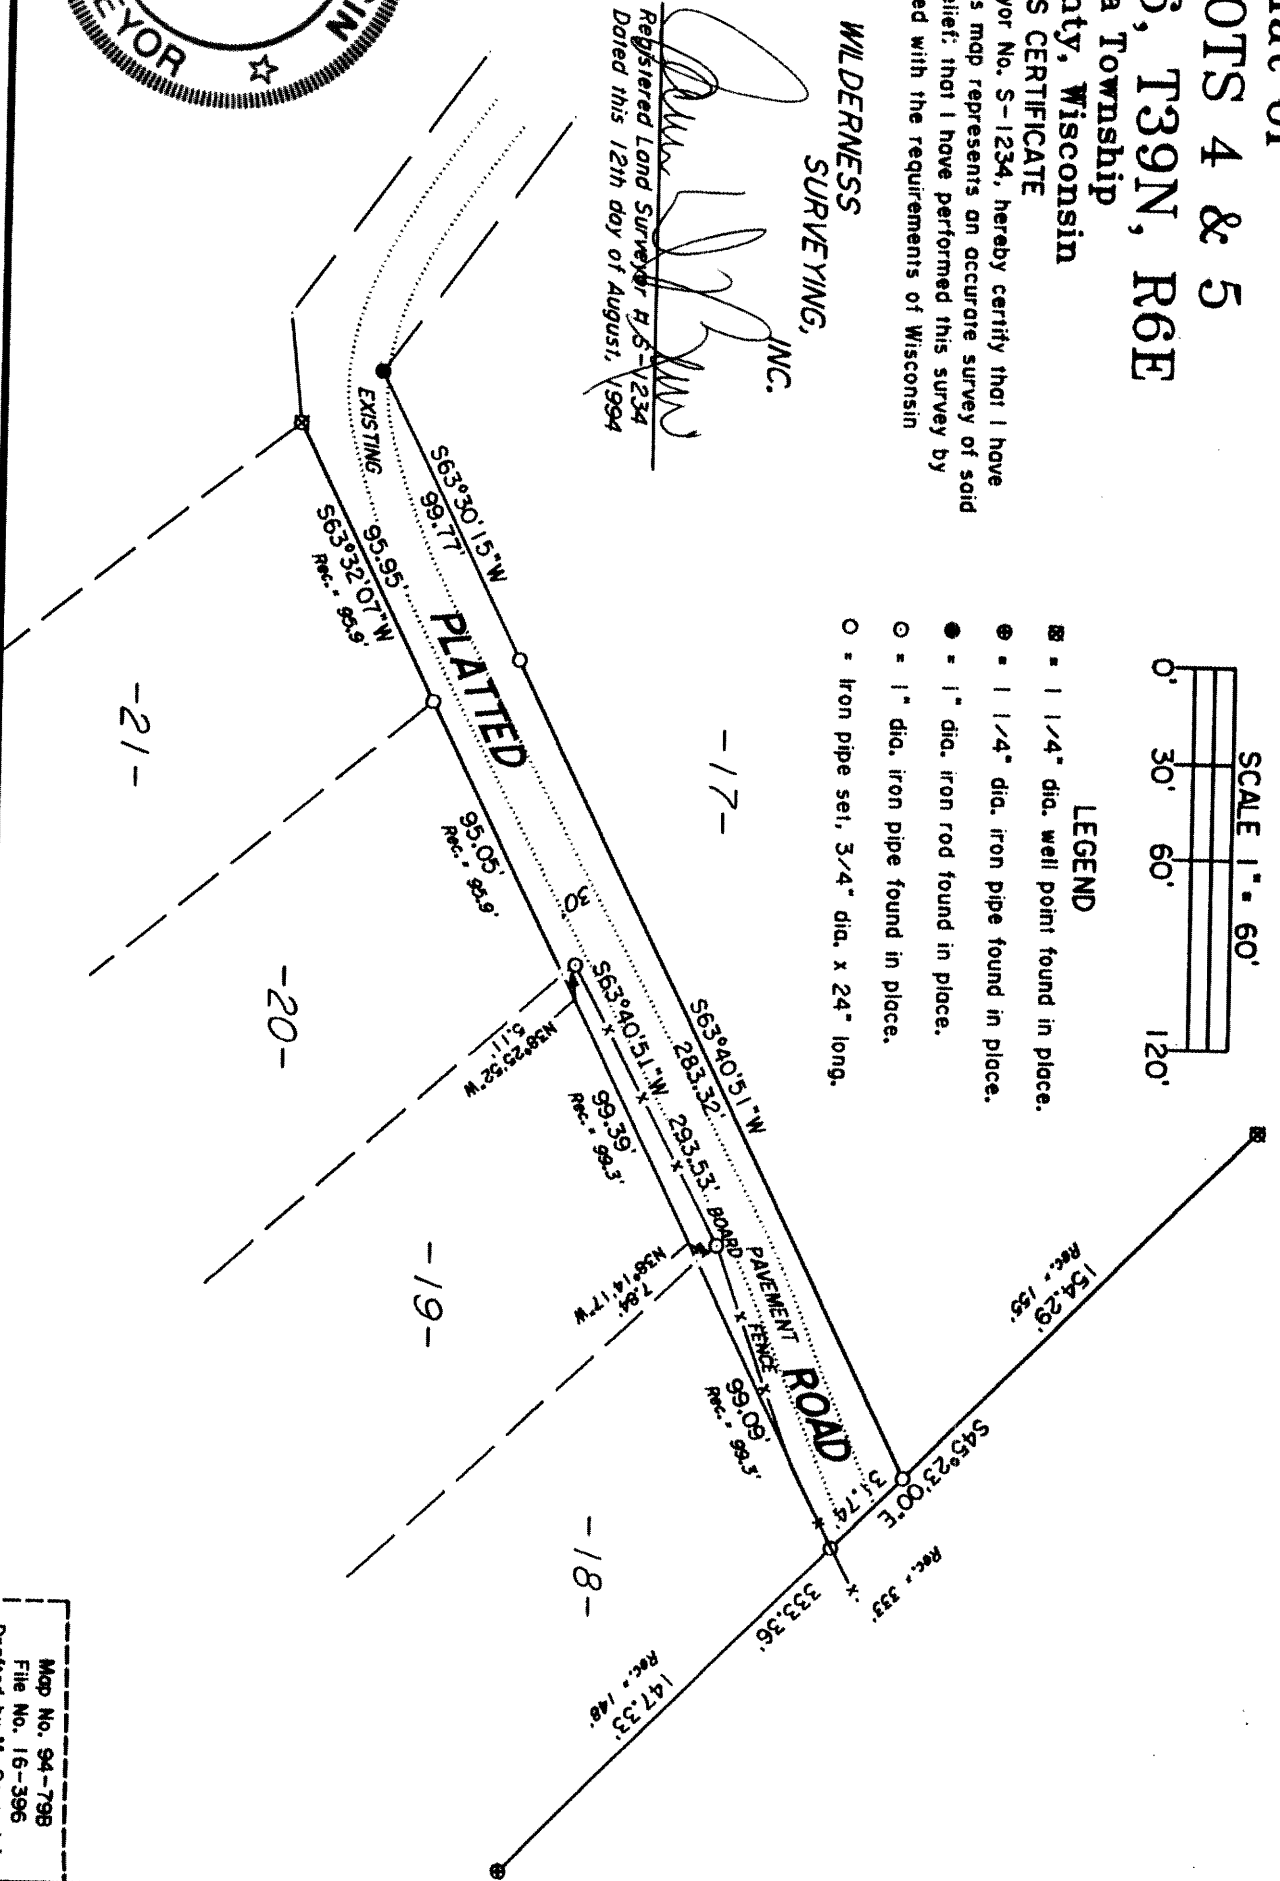 lat of
OTS 4 & 5
6, T39N, R6E
a Township
nty, Wisconsin
S CERTIFICATE
yor No. S-1234, hereby certify that I have
s map represents an accurate survey of said
elief: that I have performed this survey by
ed with the requirements of Wisconsin
WILDERNESS
SURVEYING,
INC.
Registered Land Surveyor # S-1234
Dated this 12th day of August, 1994
EYOR ☆
NIS
SCALE 1" = 60'
0' 30' 60' 120'
LEGEND
= 1 1/4" dia. well point found in place.
= 1 1/4" dia. iron pipe found in place.
= 1" dia. iron rod found in place.
= 1" dia. iron pipe found in place.
= Iron pipe set, 3/4" dia. x 24" long.
154.29'
Rec. = 155'
S45°23'00"E
31.74'
Rec. = 333'
333.36'
147.33'
Rec. = 148'
-17-
S63°30'15"W
99.77'
S63°40'51"W
283.32'
EXISTING
PLATTED
30'
PAVEMENT
ROAD
BOARD
FENCE
S63°40'51"W 293.53'
95.95'
S63°32'07"W
Rec. = 95.9'
95.05'
Rec. = 95.9'
N38°25'52"W
5.11'
99.39'
Rec. = 99.3'
N38°14'17"W
7.84'
99.09'
Rec. = 99.3'
-21-
-20-
-19-
-18-
Map No. 94-79B
File No. 16-396